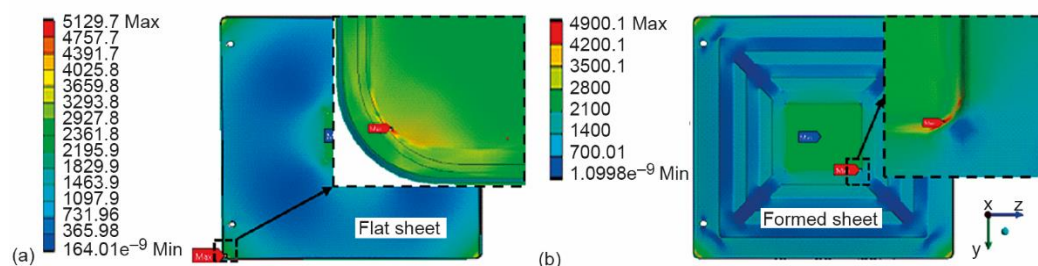 5129.7 Max
4757.7
4391.7
4025.8
3659.8
3293.8
2927.8
2361.8
2195.9
1829.9
1463.9
1097.9
731.96
365.98
164.01e–9 Min
(a)
Max
Flat sheet
Max
4900.1 Max
4200.1
3500.1
2800
2100
1400
700.01
1.0998e–9 Min
(b)
Max
Max
Formed sheet
x
z
y